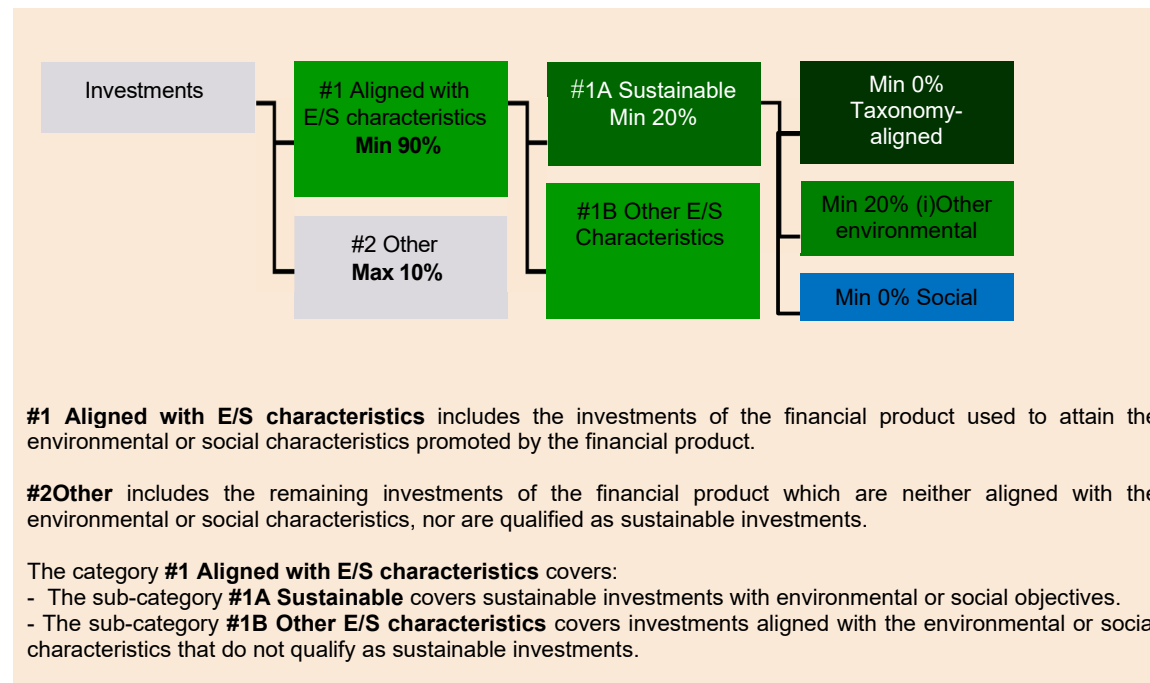 Investments
#1 Aligned with
E/S characteristics
Min 90%
#2 Other
Max 10%
#1A Sustainable
Min 20%
#1B Other E/S
Characteristics
Min 0%
Taxonomy-
aligned
Min 20% (i)Other
environmental
Min 0% Social
#1 Aligned with E/S characteristics includes the investments of the financial product used to attain the
environmental or social characteristics promoted by the financial product.
#2Other includes the remaining investments of the financial product which are neither aligned with the
environmental or social characteristics, nor are qualified as sustainable investments.
The category #1 Aligned with E/S characteristics covers:
- The sub-category #1A Sustainable covers sustainable investments with environmental or social objectives.
- The sub-category #1B Other E/S characteristics covers investments aligned with the environmental or social
characteristics that do not qualify as sustainable investments.